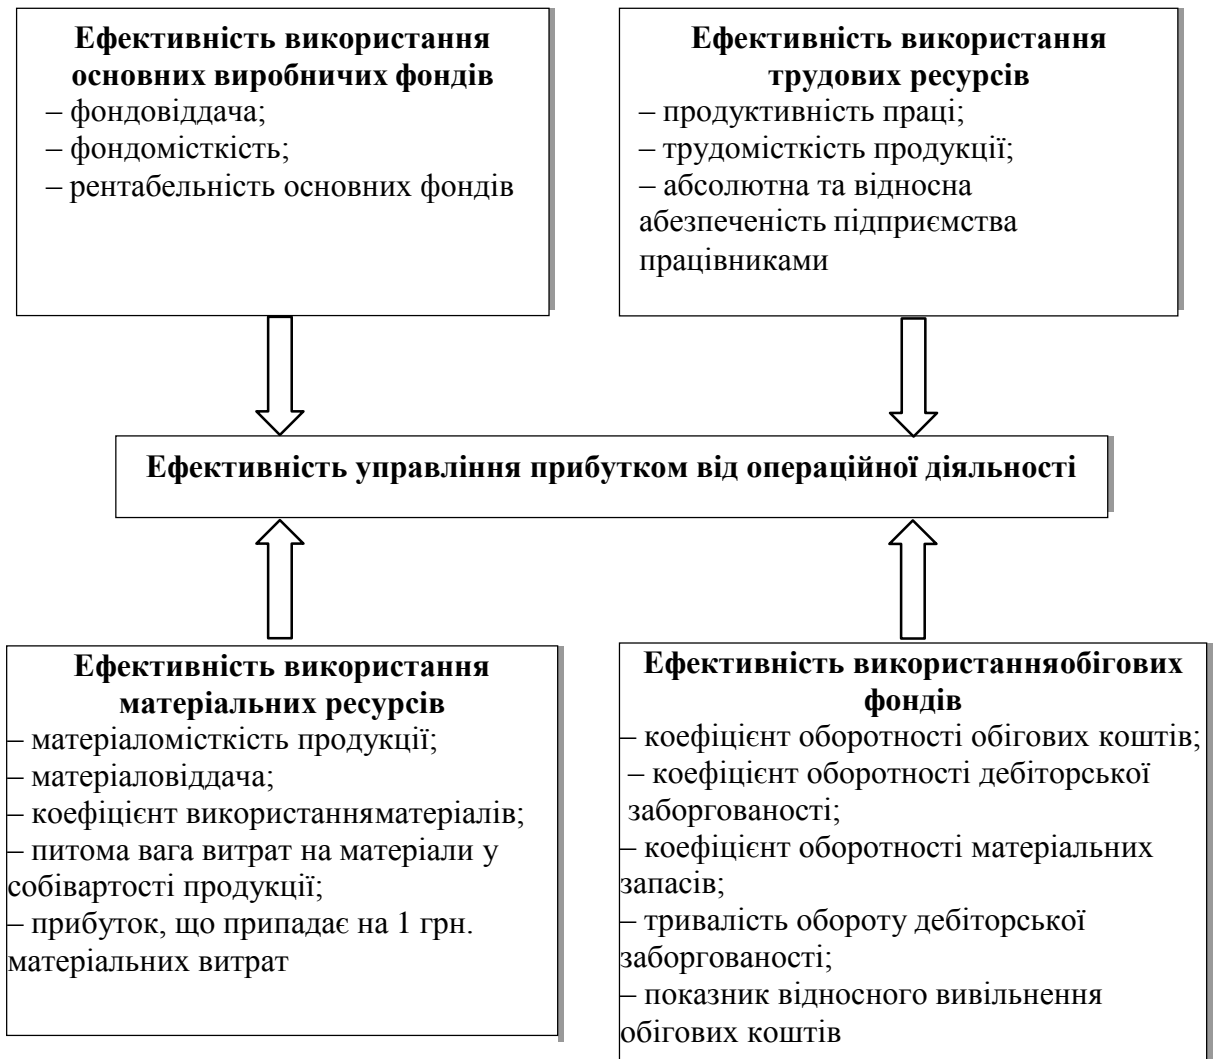 Ефективність використання
основних виробничих фондів
– фондовіддача;
– фондомісткість;
– рентабельність основних фондів
Ефективність використання
трудових ресурсів
– продуктивність праці;
– трудомісткість продукції;
– абсолютна та відносна
абезпеченість підприємства
працівниками
Ефективність управління прибутком від операційної діяльності
Ефективність використання
матеріальних ресурсів
– матеріаломісткість продукції;
– матеріаловіддача;
– коефіцієнт використанняматеріалів;
– питома вага витрат на матеріали у
собівартості продукції;
– прибуток, що припадає на 1 грн.
матеріальних витрат
Ефективність використанняобігових
фондів
– коефіцієнт оборотності обігових коштів;
– коефіцієнт оборотності дебіторської
заборгованості;
– коефіцієнт оборотності матеріальних
запасів;
– тривалість обороту дебіторської
заборгованості;
– показник відносного вивільнення
обігових коштів